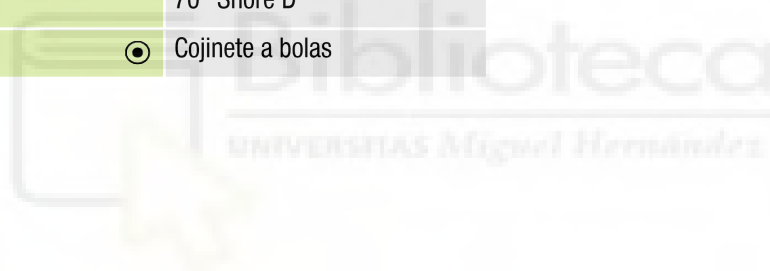 70° Shore D
Cojinete a bolas
Biblioteca
UNIVERSITAS Miguel Hernández